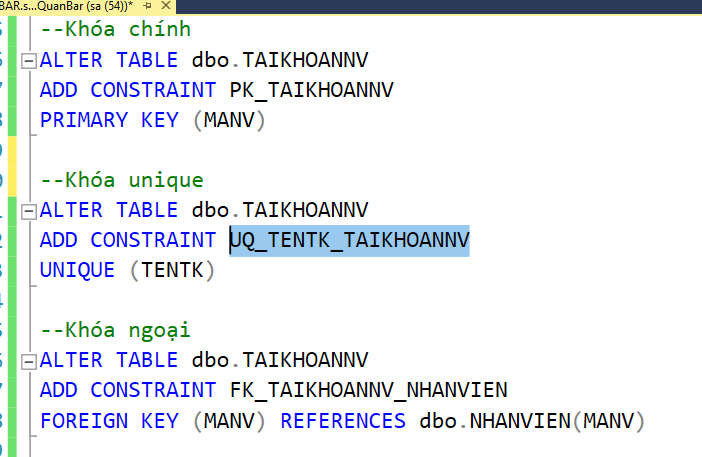 BAR.s...QuanBar (sa (54))*
--Khóa chính
ALTER TABLE dbo.TAIKHOANNV
ADD CONSTRAINT PK_TAIKHOANNV
PRIMARY KEY (MANV)
--Khóa unique
ALTER TABLE dbo.TAIKHOANNV
ADD CONSTRAINT UQ_TENTK_TAIKHOANNV
UNIQUE (TENTK)
--Khóa ngoại
ALTER TABLE dbo.TAIKHOANNV
ADD CONSTRAINT FK_TAIKHOANNV_NHANVIEN
FOREIGN KEY (MANV) REFERENCES dbo.NHANVIEN(MANV)